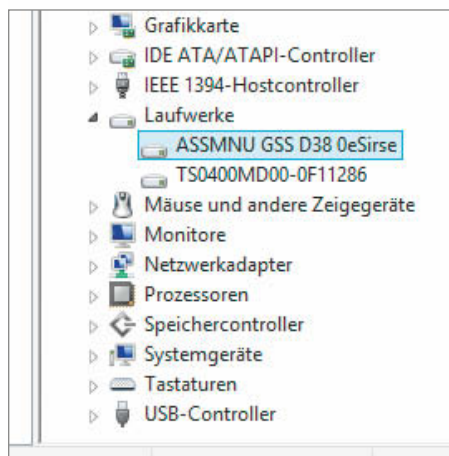 Grafikkarte
IDE ATA/ATAPI-Controller
IEEE 1394-Hostcontroller
Laufwerke
ASSMNU GSS D38 0eSirse
TS0400MD00-0F11286
Mäuse und andere Zeigegeräte
Monitore
Netzwerkadapter
Prozessoren
Speichercontroller
Systemgeräte
Tastaturen
USB-Controller